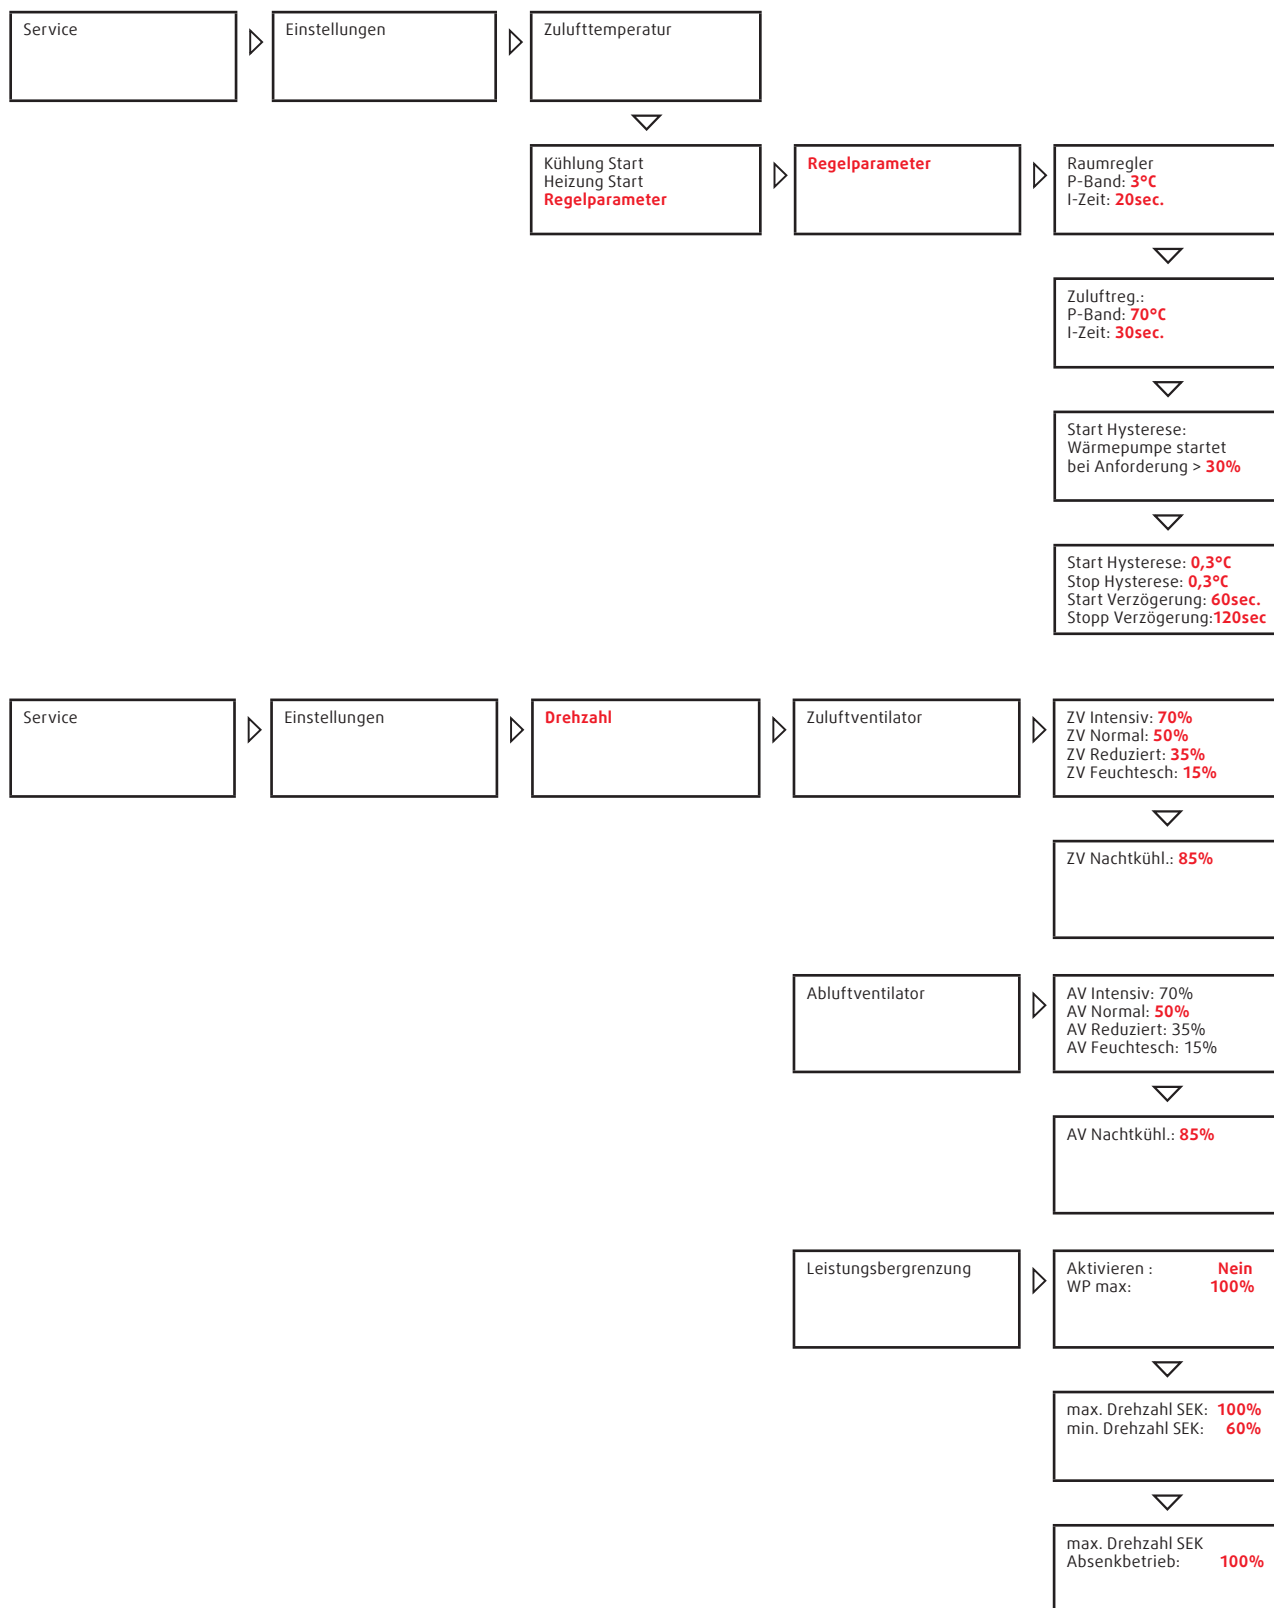 Service
Einstellungen
Zulufttemperatur
Kühlung Start
Heizung Start
Regelparameter
Regelparameter
Raumregler
P-Band: 3°C
I-Zeit: 20sec.
Zuluftreg.:
P-Band: 70°C
I-Zeit: 30sec.
Start Hysterese:
Wärmepumpe startet
bei Anforderung > 30%
Start Hysterese: 0,3°C
Stop Hysterese: 0,3°C
Start Verzögerung: 60sec.
Stopp Verzögerung:120sec
Service
Einstellungen
Drehzahl
Zuluftventilator
ZV Intensiv: 70%
ZV Normal: 50%
ZV Reduziert: 35%
ZV Feuchtesch: 15%
ZV Nachtkühl.: 85%
Abluftventilator
AV Intensiv: 70%
AV Normal: 50%
AV Reduziert: 35%
AV Feuchtesch: 15%
AV Nachtkühl.: 85%
Leistungsbergrenzung
Aktivieren : Nein
WP max: 100%
max. Drehzahl SEK: 100%
min. Drehzahl SEK: 60%
max. Drehzahl SEK
Absenkbetrieb: 100%